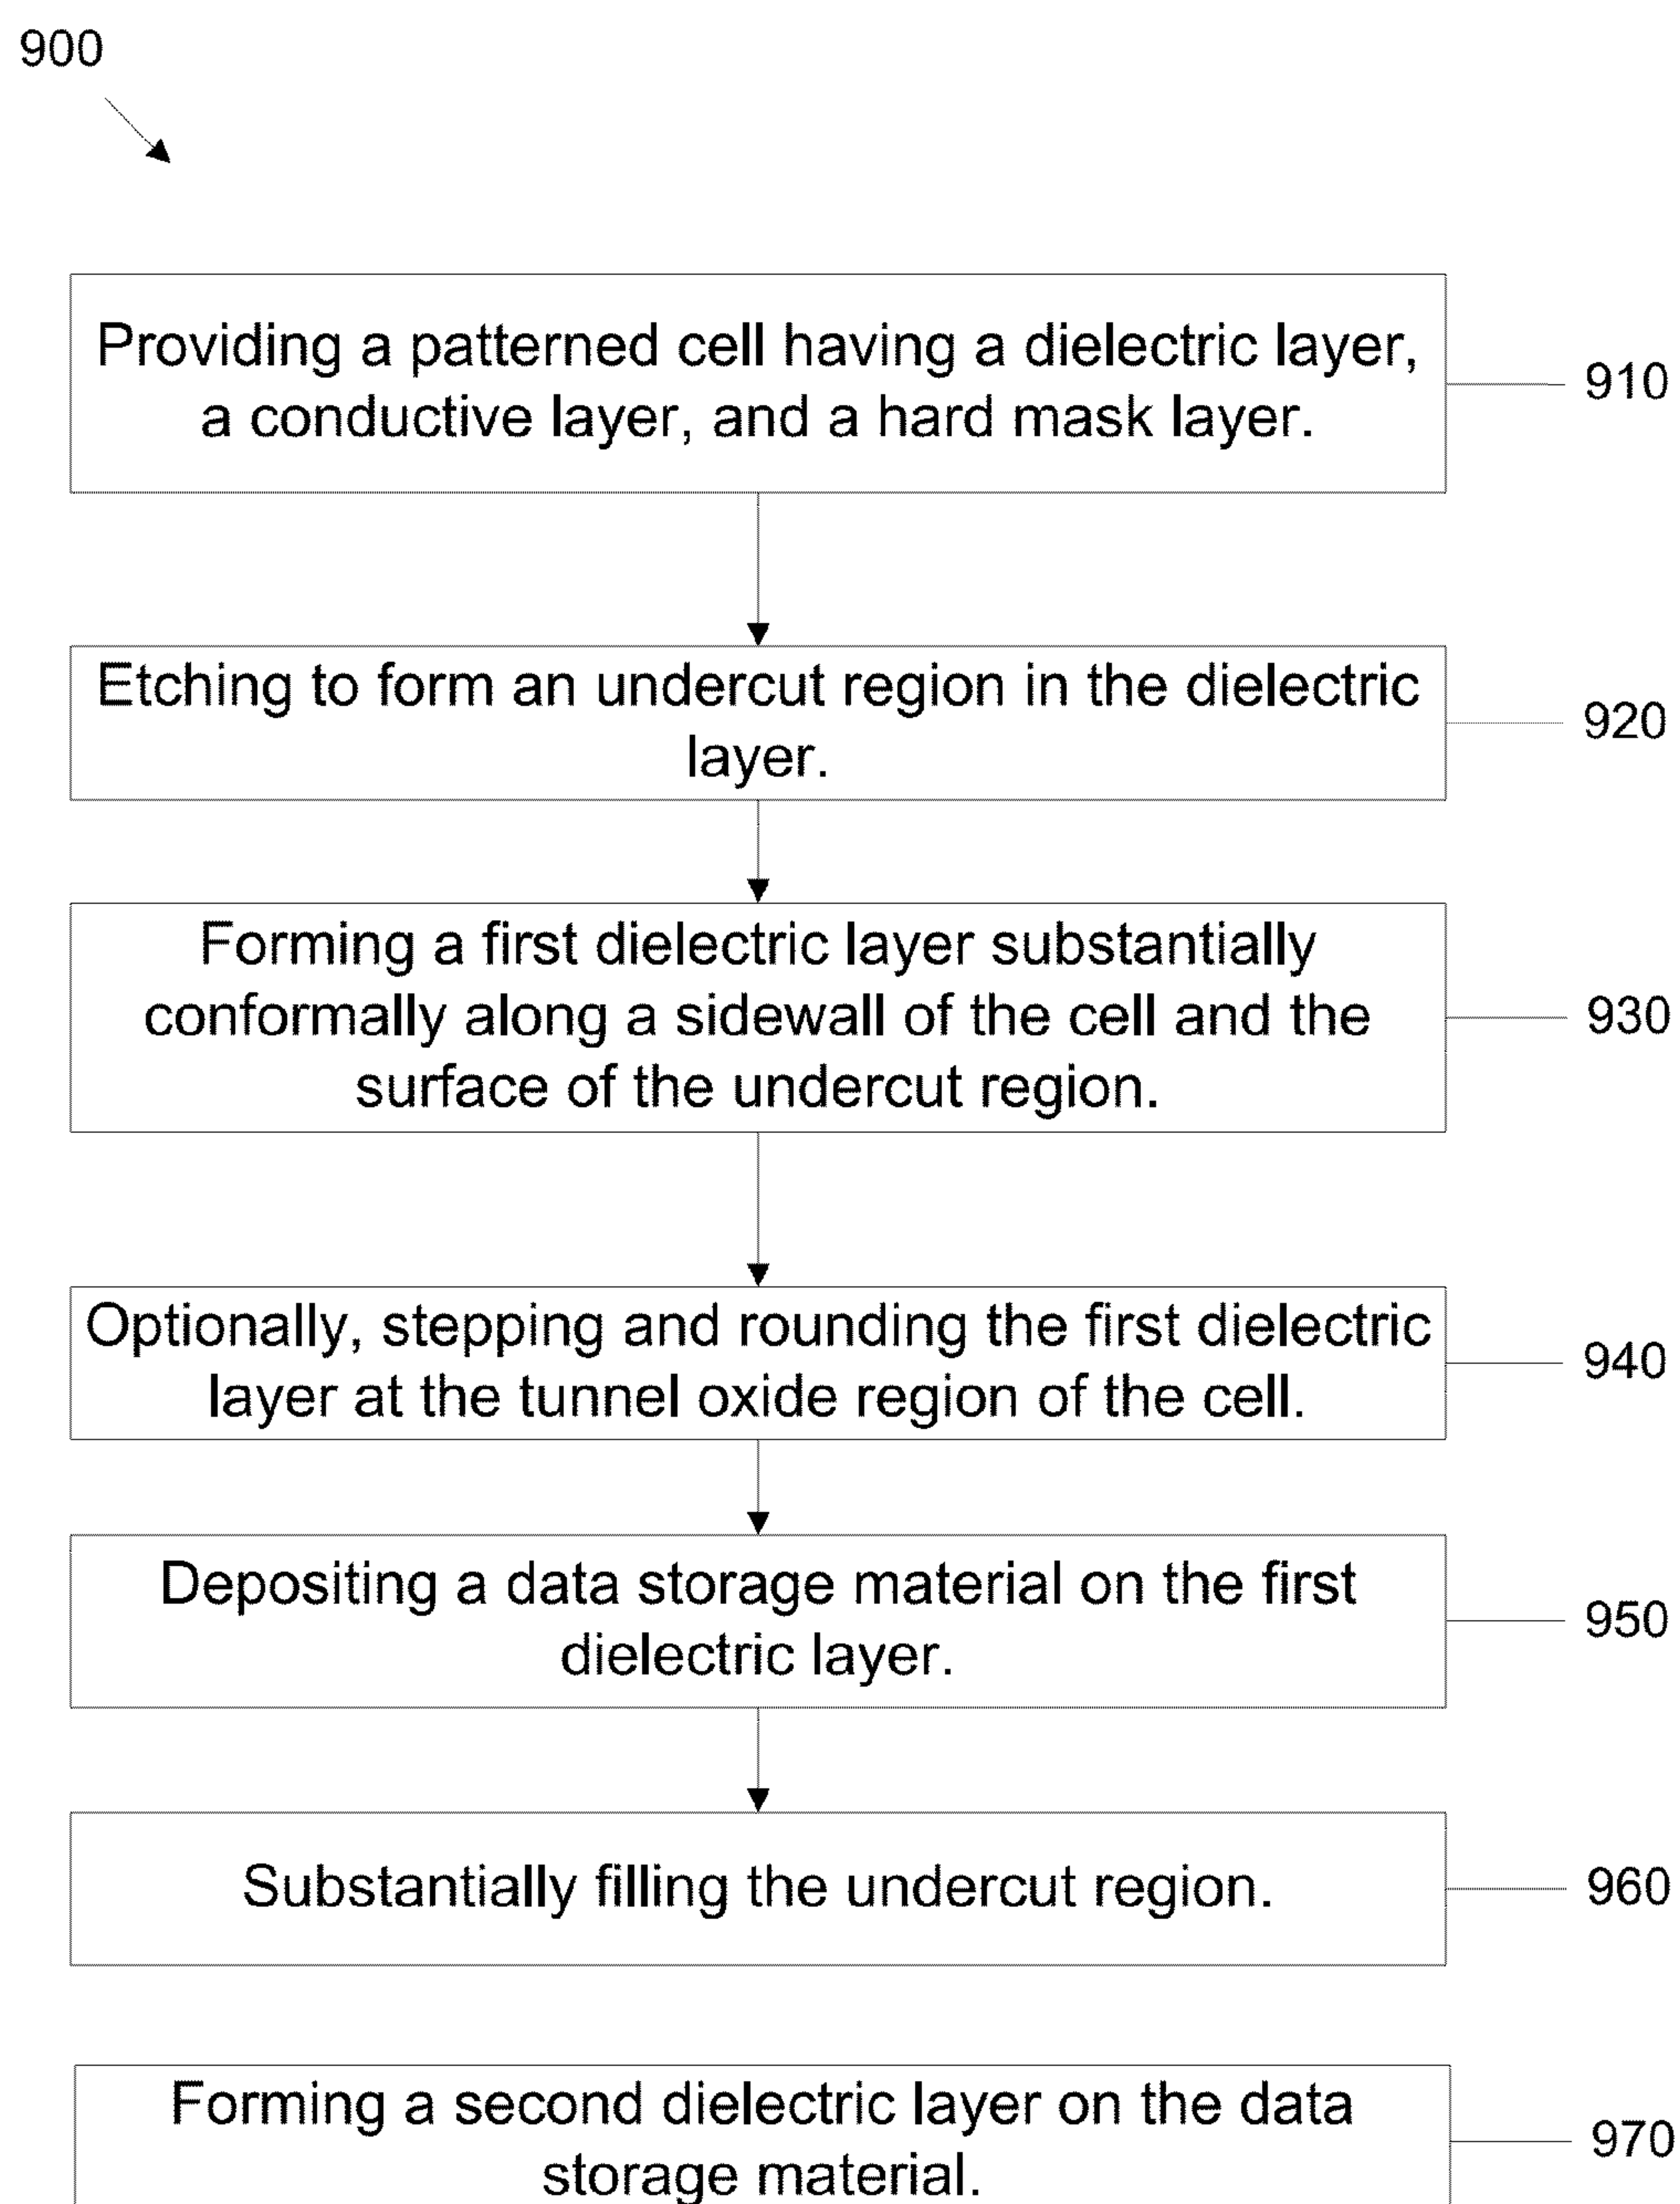 900
Providing a patterned cell having a dielectric layer,
a conductive layer, and a hard mask layer.
910
Etching to form an undercut region in the dielectric
layer.
920
Forming a first dielectric layer substantially
conformally along a sidewall of the cell and the
surface of the undercut region.
930
Optionally, stepping and rounding the first dielectric
layer at the tunnel oxide region of the cell.
940
Depositing a data storage material on the first
dielectric layer.
950
Substantially filling the undercut region.
960
Forming a second dielectric layer on the data
storage material.
970